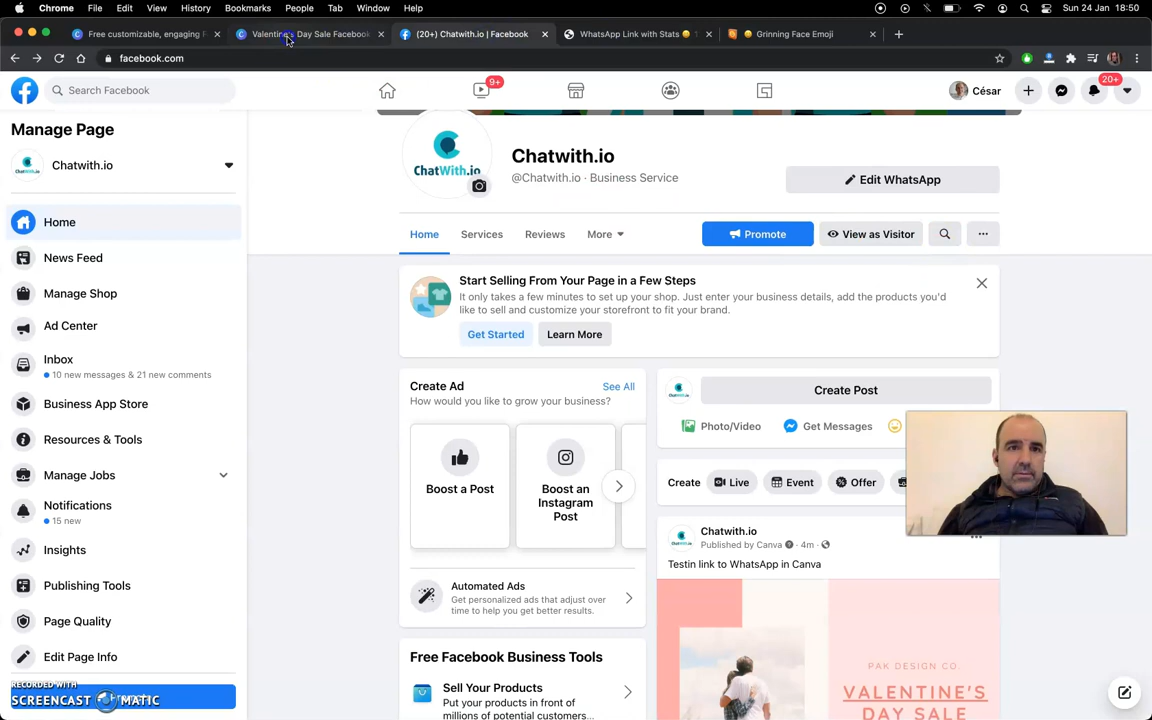 Chrome File Edit View History Bookmarks People Tab Window Help
Sun 24 Jan 18:50
Free customizable, engaging F
Valentine's Day Sale Facebook
(20+) Chatwith.io | Facebook
WhatsApp Link with Stats
Grinning Face Emoji
facebook.com
Search Facebook
9+
César
20+
Manage Page
Chatwith.io
Home
News Feed
Manage Shop
Ad Center
Inbox
10 new messages & 21 new comments
Business App Store
Resources & Tools
Manage Jobs
Notifications
15 new
Insights
Publishing Tools
Page Quality
Edit Page Info
RECORDED WITH
SCREENCAST MATIC
ChatWith.io
Chatwith.io
@Chatwith.io · Business Service
Edit WhatsApp
Home Services Reviews More
Promote
View as Visitor
Start Selling From Your Page in a Few Steps
It only takes a few minutes to set up your shop. Just enter your business details, add the products you'd
like to sell and customize your storefront to fit your brand.
Get Started
Learn More
Create Ad
See All
How would you like to grow your business?
Boost a Post
Boost an
Instagram
Post
Automated Ads
Get personalized ads that adjust over
time to help you get better results.
Free Facebook Business Tools
Sell Your Products
Put your products in front of
millions of potential customers...
Create Post
Photo/Video
Get Messages
Create
Live
Event
Offer
Chatwith.io
Published by Canva · 4m ·
Testin link to WhatsApp in Canva
PAK DESIGN CO.
VALENTINE'S
DAY SALE